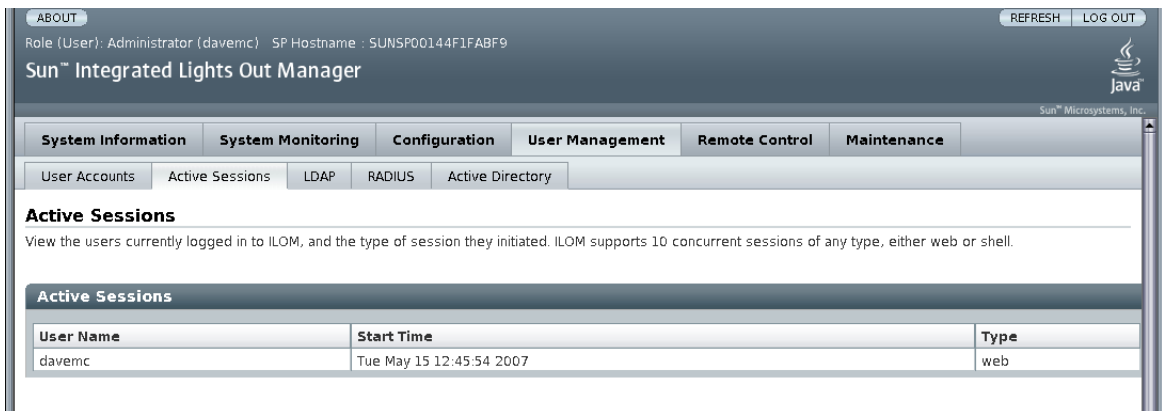 ABOUT REFRESH LOG OUT
Role (User): Administrator (davemc) SP Hostname : SUNSP00144F1FABF9
Sun™ Integrated Lights Out Manager
Java™
Sun™ Microsystems, Inc.
System Information System Monitoring Configuration User Management Remote Control Maintenance
User Accounts Active Sessions LDAP RADIUS Active Directory
Active Sessions
View the users currently logged in to ILOM, and the type of session they initiated. ILOM supports 10 concurrent sessions of any type, either web or shell.
Active Sessions
User Name Start Time Type
davemc Tue May 15 12:45:54 2007 web